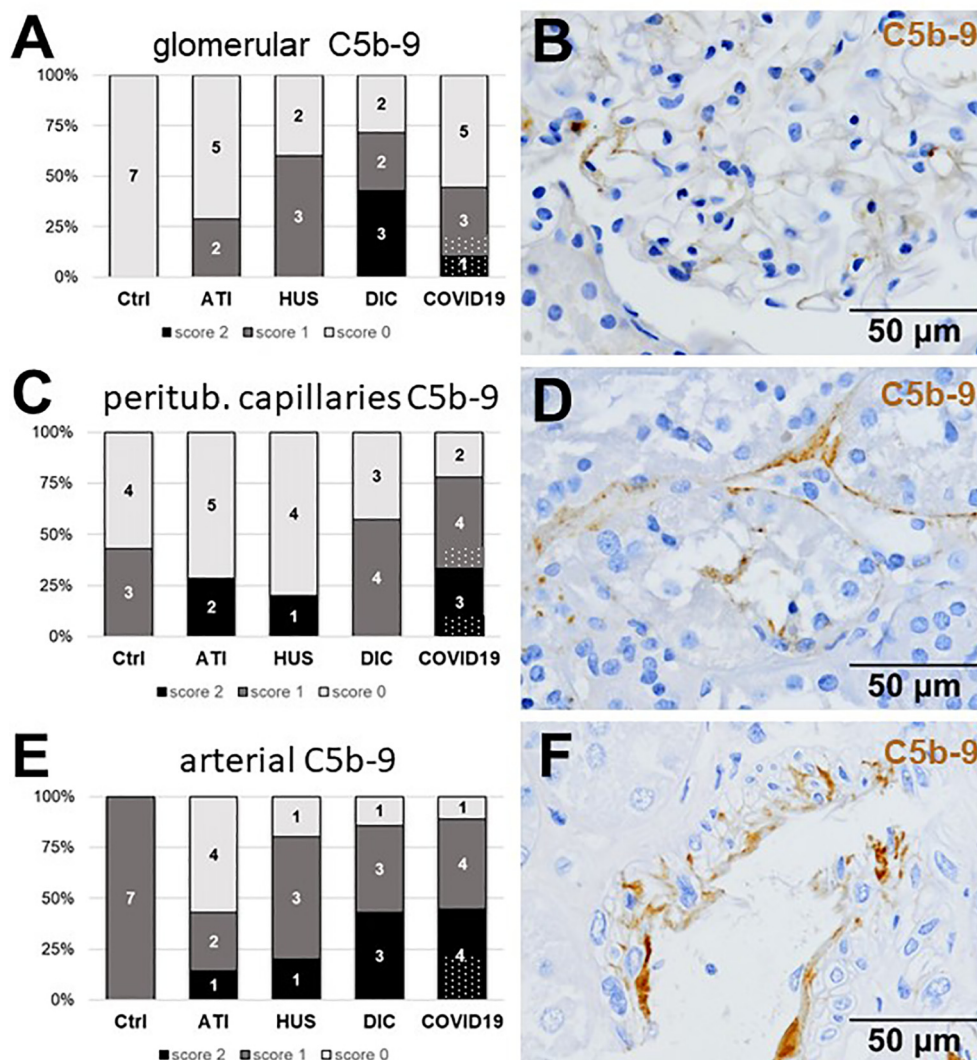 A
glomerular C5b-9
100%
75%
50%
25%
0%
7
5
2
2
3
2
2
3
5
3
1
Ctrl ATI HUS DIC COVID19
score 2 score 1 score 0
B
C5b-9
50 µm
C
peritub. capillaries C5b-9
100%
75%
50%
25%
0%
4
3
5
2
4
1
3
4
2
4
3
Ctrl ATI HUS DIC COVID19
score 2 score 1 score 0
D
C5b-9
50 µm
E
arterial C5b-9
100%
75%
50%
25%
0%
7
4
2
1
1
3
1
1
3
3
1
4
4
Ctrl ATI HUS DIC COVID19
score 2 score 1 score 0
F
C5b-9
50 µm